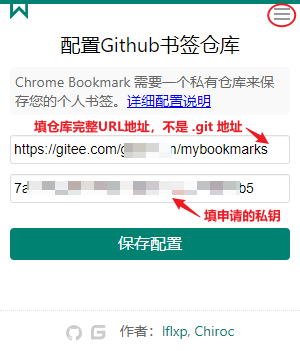 配置Github书签仓库
Chrome Bookmark 需要一个私有仓库来保
存您的个人书签。详细配置说明
填仓库完整URL地址，不是 .git 地址
https://gitee.com/g /mybookmarks
7a b5
填申请的私钥
保存配置
作者：lflxp, Chiroc